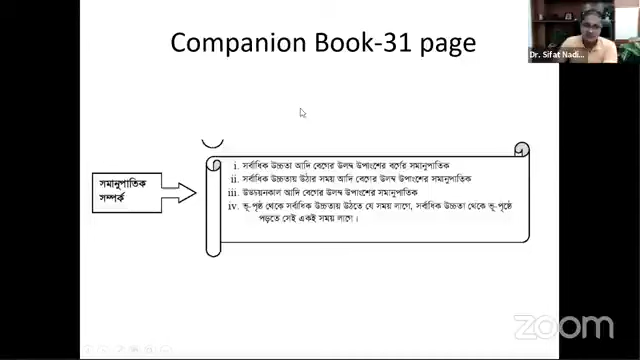 Companion Book-31 page
Dr. Sifat Nadi...
সমানুপাতিক
সম্পর্ক
i. সর্বাধিক উচ্চতা আদি বেগের উলম্ব উপাংশের বর্গের সমানুপাতিক
ii. সর্বাধিক উচ্চতায় উঠার সময় আদি বেগের উলম্ব উপাংশের সমানুপাতিক
iii. উড্ডয়নকাল আদি বেগের উলম্ব উপাংশের সমানুপাতিক
iv. ভূ-পৃষ্ঠ থেকে সর্বাধিক উচ্চতায় উঠতে যে সময় লাগে, সর্বাধিক উচ্চতা থেকে ভূ-পৃষ্ঠে
পড়তে সেই একই সময় লাগে।
zoom